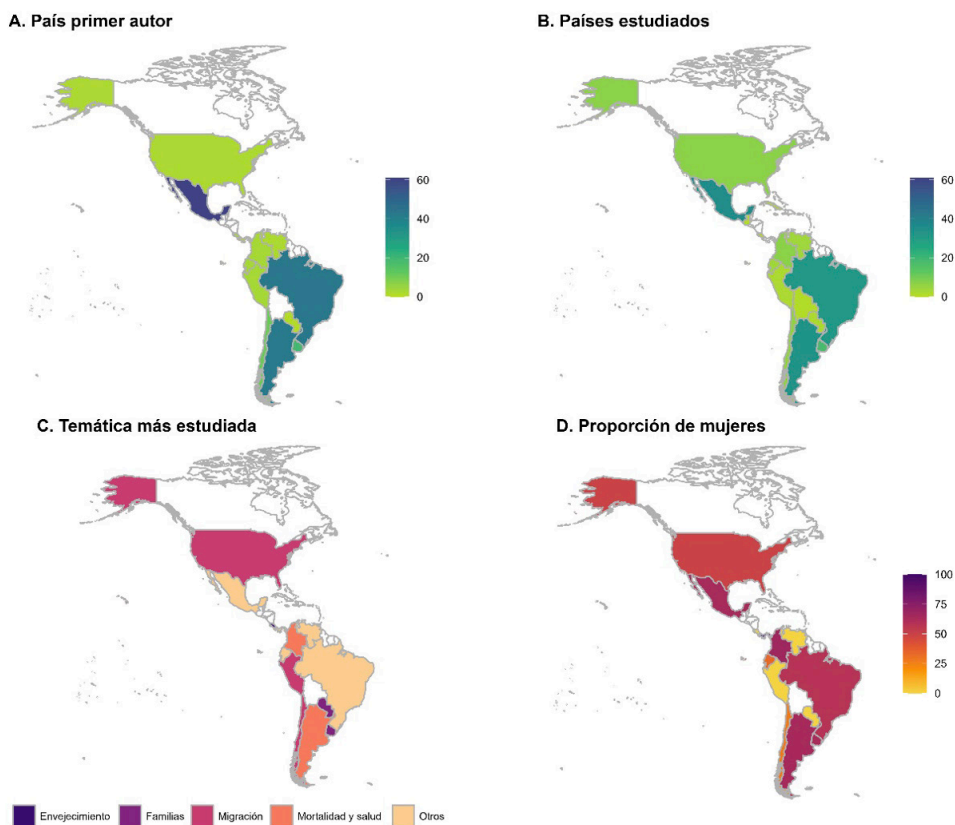 A. País primer autor
B. Países estudiados
60
40
20
0
60
40
20
0
C. Temática más estudiada
D. Proporción de mujeres
100
75
50
25
0
Envejecimiento Familias Migración Mortalidad y salud Otros